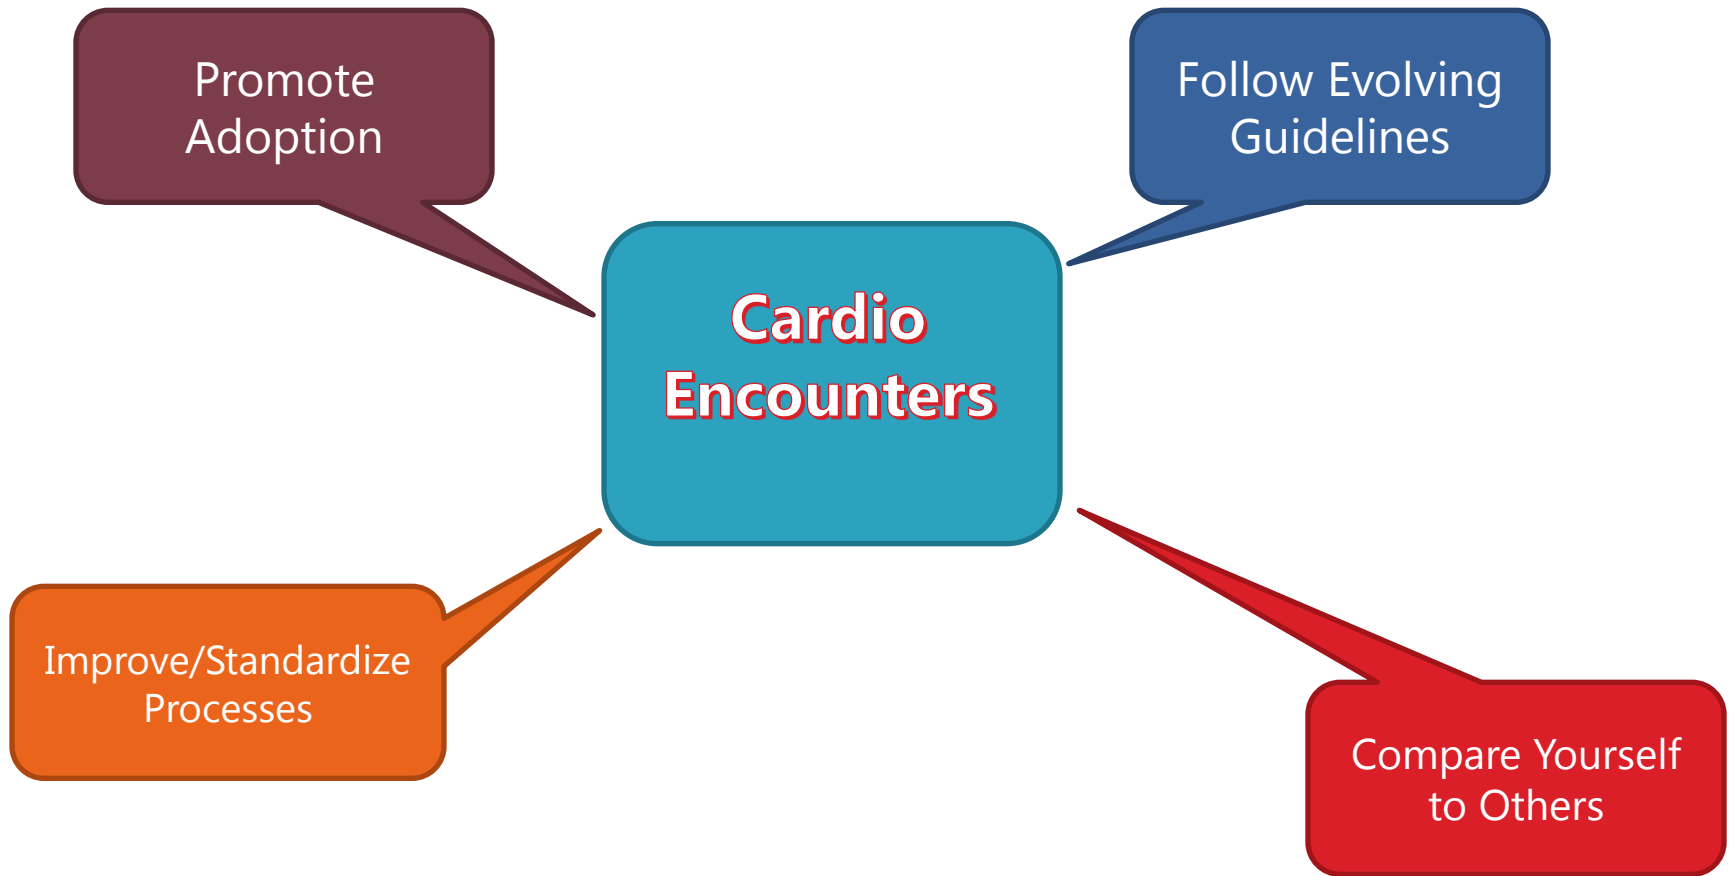 Promote
Adoption
Follow Evolving
Guidelines
Cardio
Encounters
Improve/Standardize
Processes
Compare Yourself
to Others